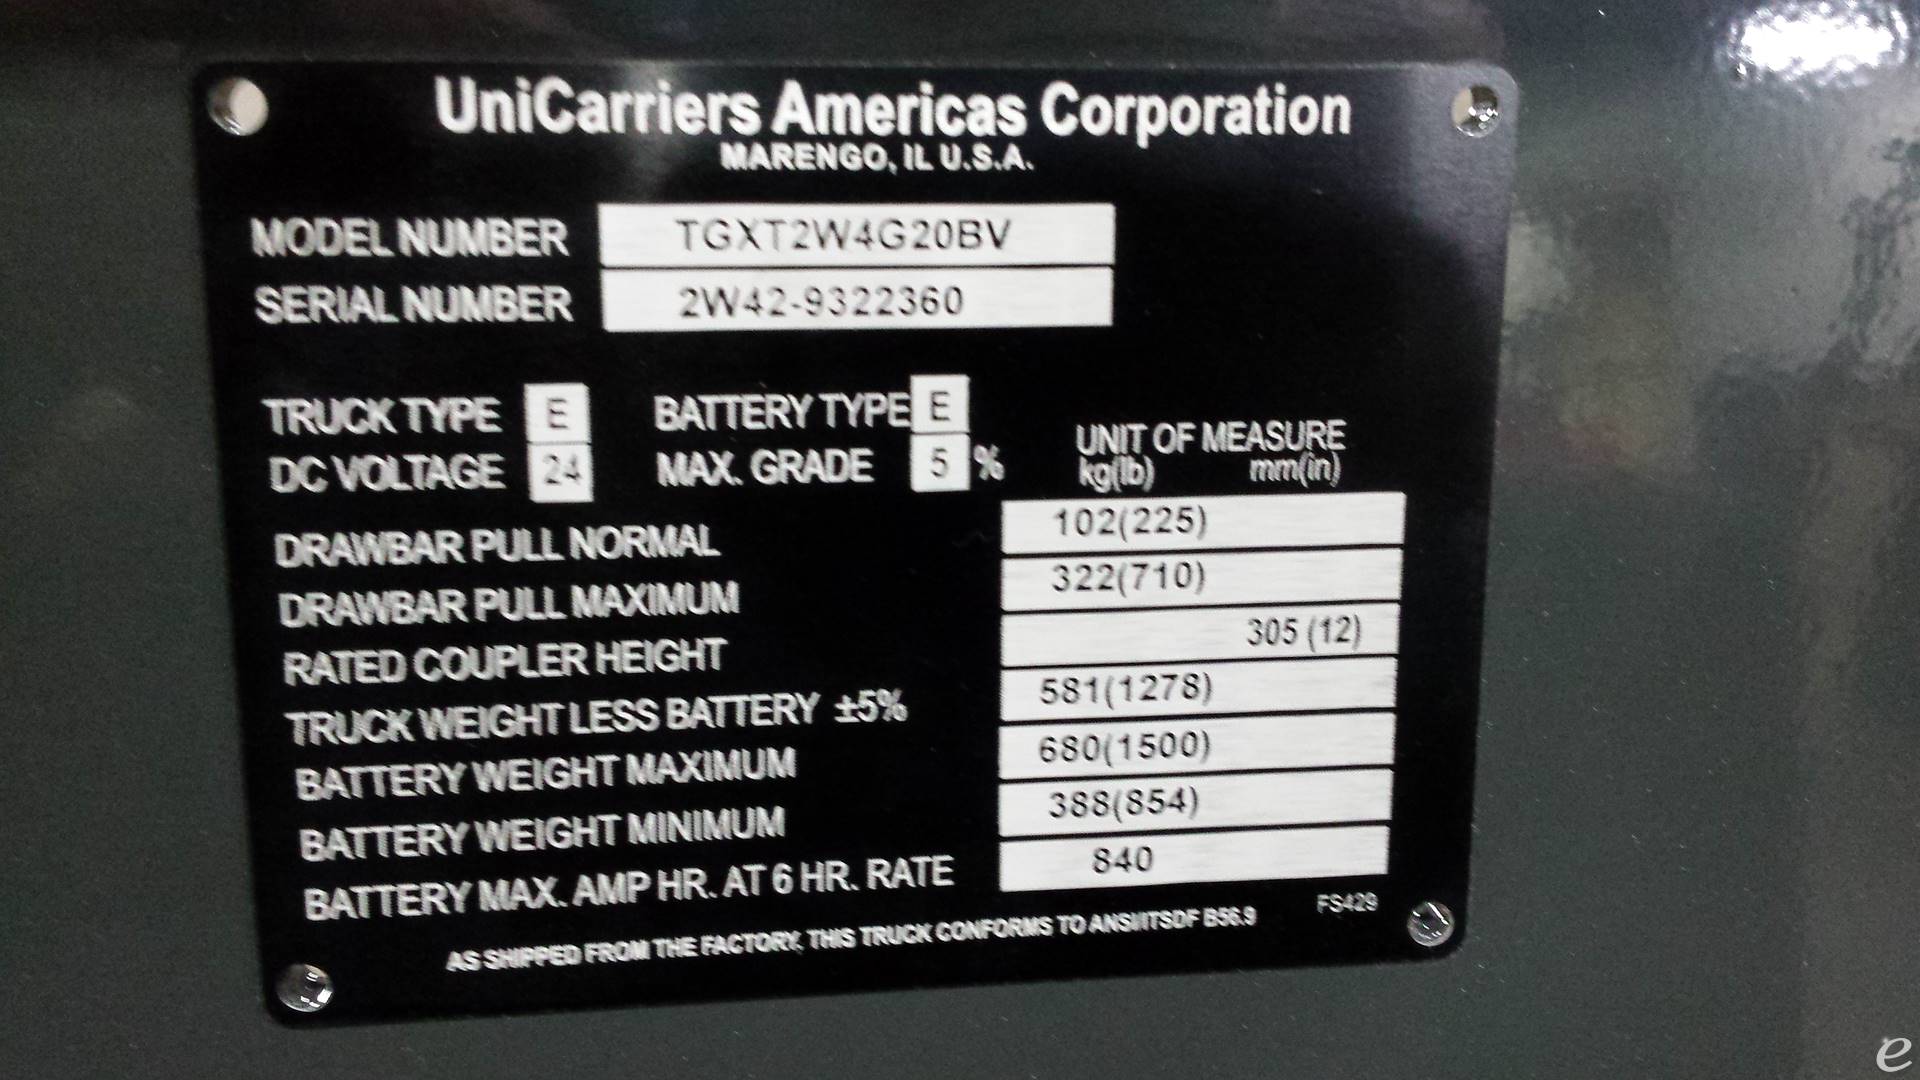 UniCarriers Americas Corporation
MARENGO, IL U.S.A.
MODEL NUMBER TGXT2W4G20BV
SERIAL NUMBER 2W42-9322360
TRUCK TYPE E BATTERY TYPE E
DC VOLTAGE 24 MAX. GRADE 5 %
UNIT OF MEASURE
kg(lb) mm(in)
DRAWBAR PULL NORMAL 102(225)
DRAWBAR PULL MAXIMUM 322(710)
RATED COUPLER HEIGHT 305 (12)
TRUCK WEIGHT LESS BATTERY ±5% 581(1278)
BATTERY WEIGHT MAXIMUM 680(1500)
BATTERY WEIGHT MINIMUM 388(854)
BATTERY MAX. AMP HR. AT 6 HR. RATE 840
FS429
AS SHIPPED FROM THE FACTORY, THIS TRUCK CONFORMS TO ANSI/ITSDF B56.9
e